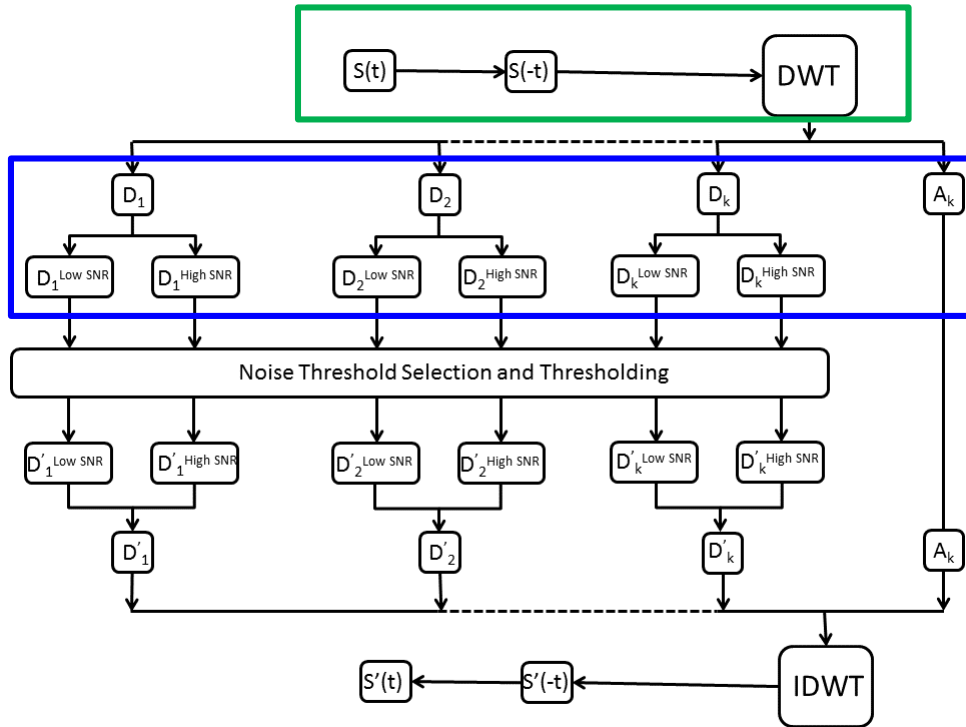 S(t) S(-t) DWT
D₁ D₂ Dₖ Aₖ
D₁Low SNR D₁High SNR D₂Low SNR D₂High SNR DₖLow SNR DₖHigh SNR
Noise Threshold Selection and Thresholding
D'₁Low SNR D'₁High SNR D'₂Low SNR D'₂High SNR D'ₖLow SNR D'ₖHigh SNR
D'₁ D'₂ D'ₖ Aₖ
S'(t) S'(-t) IDWT